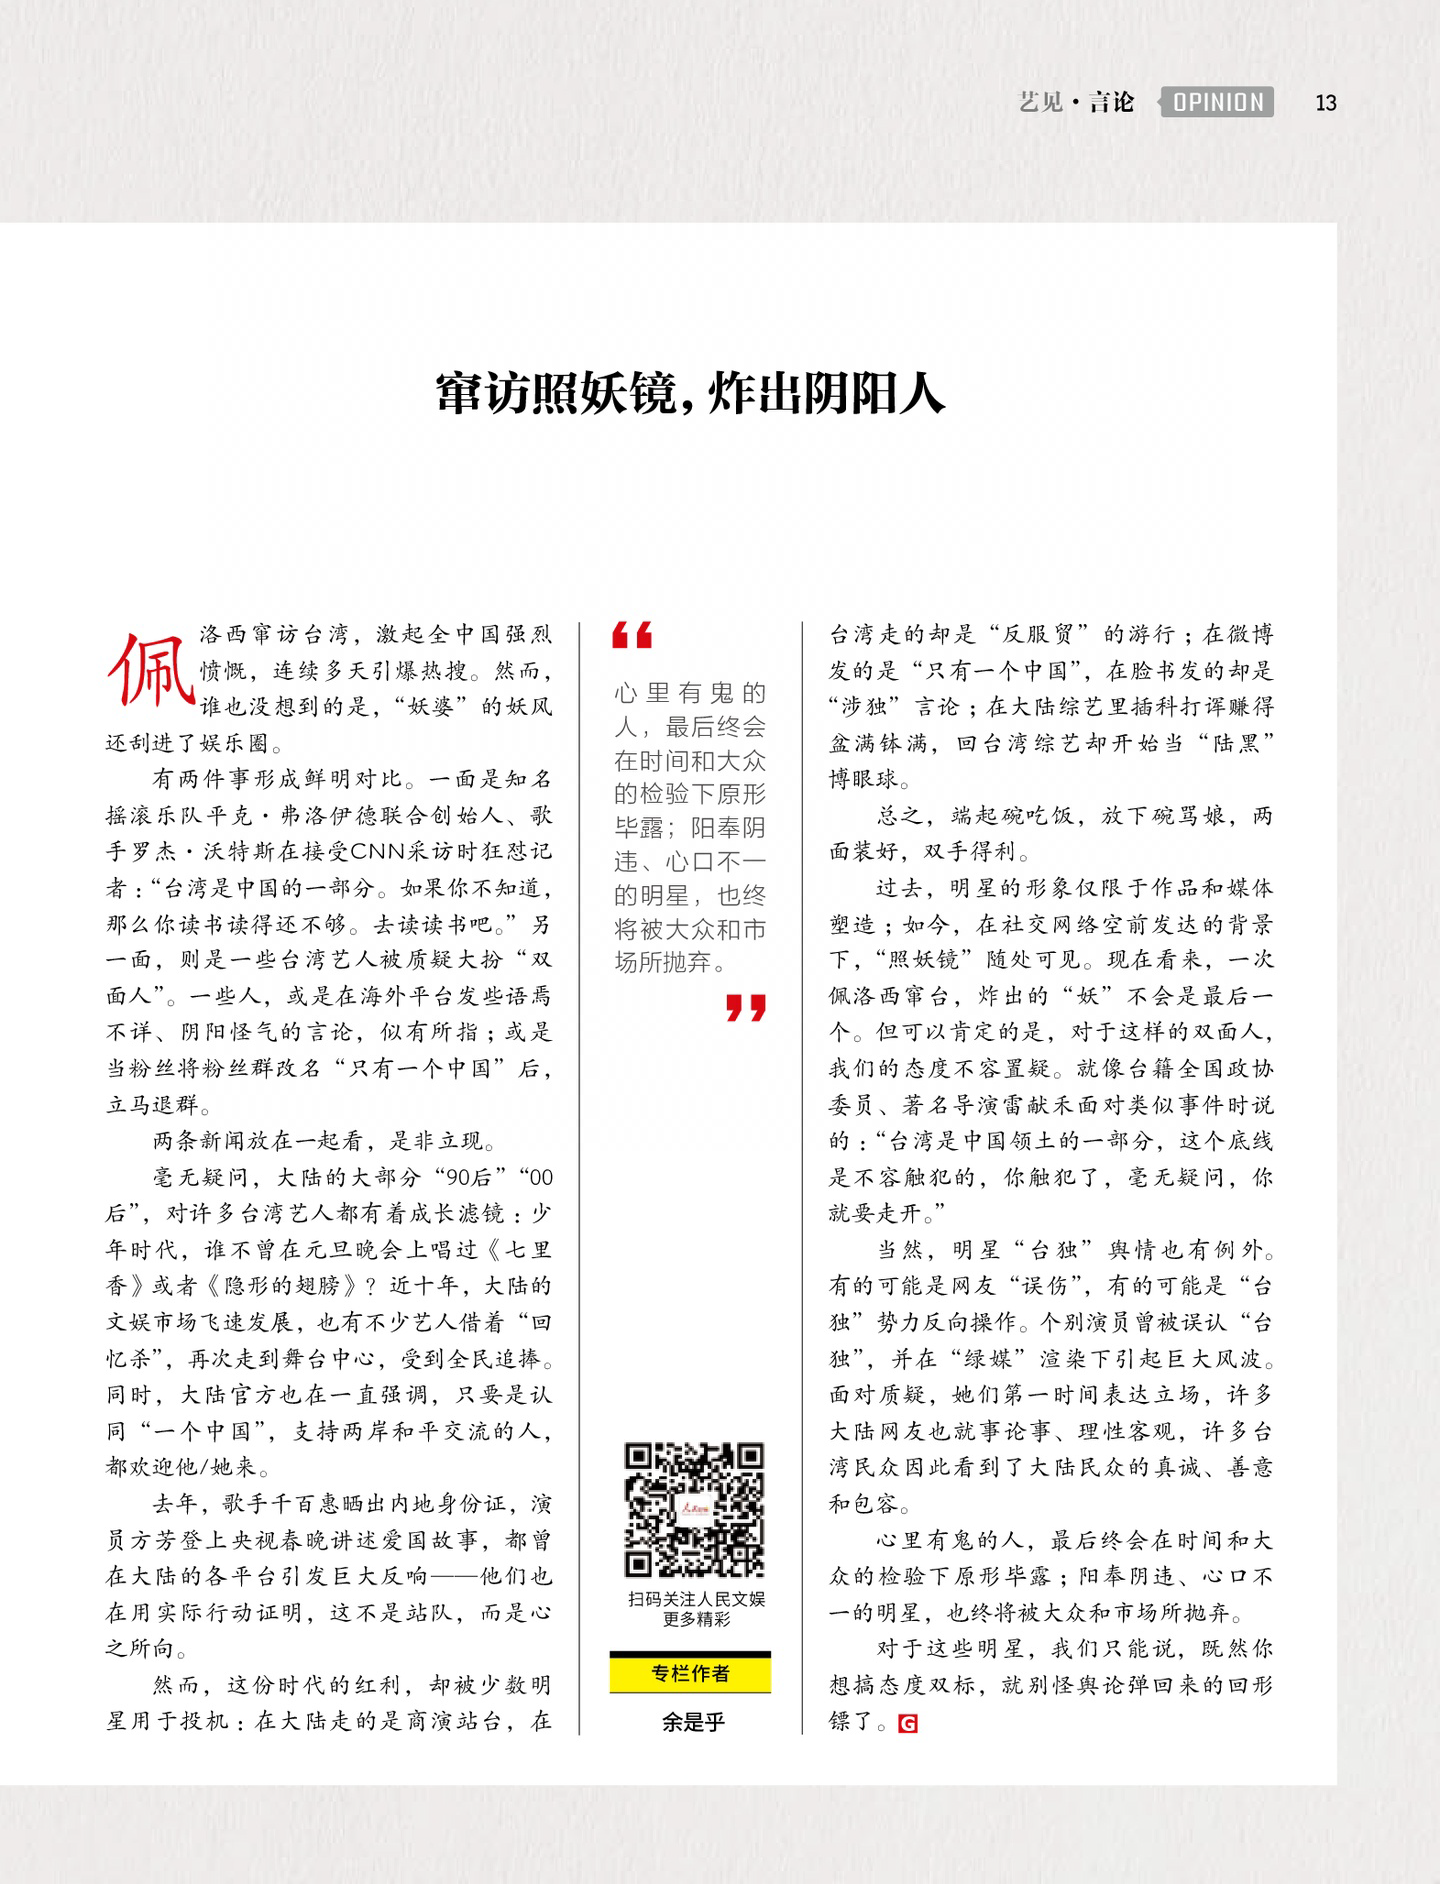 艺见·言论 OPINION 13
窜访照妖镜，炸出阴阳人
佩洛西窜访台湾，激起全中国强烈
愤慨，连续多天引爆热搜。然而，
谁也没想到的是，“妖婆”的妖风
还刮进了娱乐圈。
有两件事形成鲜明对比。一面是知名
摇滚乐队平克·弗洛伊德联合创始人、歌
手罗杰·沃特斯在接受CNN采访时狂怼记
者：“台湾是中国的一部分。如果你不知道，
那么你读书读得还不够。去读读书吧。”另
一面，则是一些台湾艺人被质疑大扮“双
面人”。一些人，或是在海外平台发些语焉
不详、阴阳怪气的言论，似有所指；或是
当粉丝将粉丝群改名“只有一个中国”后，
立马退群。
两条新闻放在一起看，是非立现。
毫无疑问，大陆的大部分“90后”“00
后”，对许多台湾艺人都有着成长滤镜：少
年时代，谁不曾在元旦晚会上唱过《七里
香》或者《隐形的翅膀》？近十年，大陆的
文娱市场飞速发展，也有不少艺人借着“回
忆杀”，再次走到舞台中心，受到全民追捧。
同时，大陆官方也在一直强调，只要是认
同“一个中国”，支持两岸和平交流的人，
都欢迎他/她来。
去年，歌手千百惠晒出内地身份证，演
员方芳登上央视春晚讲述爱国故事，都曾
在大陆的各平台引发巨大反响——他们也
在用实际行动证明，这不是站队，而是心
之所向。
然而，这份时代的红利，却被少数明
星用于投机：在大陆走的是商演站台，在
“
心里有鬼的
人，最后终会
在时间和大众
的检验下原形
毕露；阳奉阴
违、心口不一
的明星，也终
将被大众和市
场所抛弃。
”
扫码关注人民文娱
更多精彩
专栏作者
余是乎
台湾走的却是“反服贸”的游行；在微博
发的是“只有一个中国”，在脸书发的却是
“涉独”言论；在大陆综艺里插科打诨赚得
盆满钵满，回台湾综艺却开始当“陆黑”
博眼球。
总之，端起碗吃饭，放下碗骂娘，两
面装好，双手得利。
过去，明星的形象仅限于作品和媒体
塑造；如今，在社交网络空前发达的背景
下，“照妖镜”随处可见。现在看来，一次
佩洛西窜台，炸出的“妖”不会是最后一
个。但可以肯定的是，对于这样的双面人，
我们的态度不容置疑。就像台籍全国政协
委员、著名导演雷献禾面对类似事件时说
的：“台湾是中国领土的一部分，这个底线
是不容触犯的，你触犯了，毫无疑问，你
就要走开。”
当然，明星“台独”舆情也有例外。
有的可能是网友“误伤”，有的可能是“台
独”势力反向操作。个别演员曾被误认“台
独”，并在“绿媒”渲染下引起巨大风波。
面对质疑，她们第一时间表达立场，许多
大陆网友也就事论事、理性客观，许多台
湾民众因此看到了大陆民众的真诚、善意
和包容。
心里有鬼的人，最后终会在时间和大
众的检验下原形毕露；阳奉阴违、心口不
一的明星，也终将被大众和市场所抛弃。
对于这些明星，我们只能说，既然你
想搞态度双标，就别怪舆论弹回来的回形
镖了。G